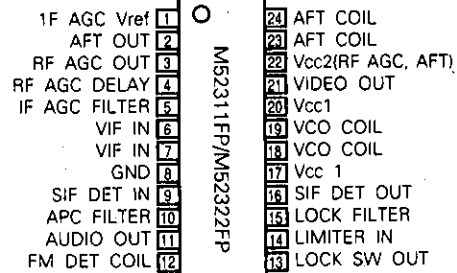 1F AGC Vref 1
AFT OUT 2
RF AGC OUT 3
RF AGC DELAY 4
IF AGC FILTER 5
VIF IN 6
VIF IN 7
GND 8
SIF DET IN 9
APC FILTER 10
AUDIO OUT 11
FM DET COIL 12
M52311FP/M52322FP
24 AFT COIL
23 AFT COIL
22 Vcc2(RF AGC, AFT)
21 VIDEO OUT
20 Vcc1
19 VCO COIL
18 VCO COIL
17 Vcc 1
16 SIF DET OUT
15 LOCK FILTER
14 LIMITER IN
13 LOCK SW OUT